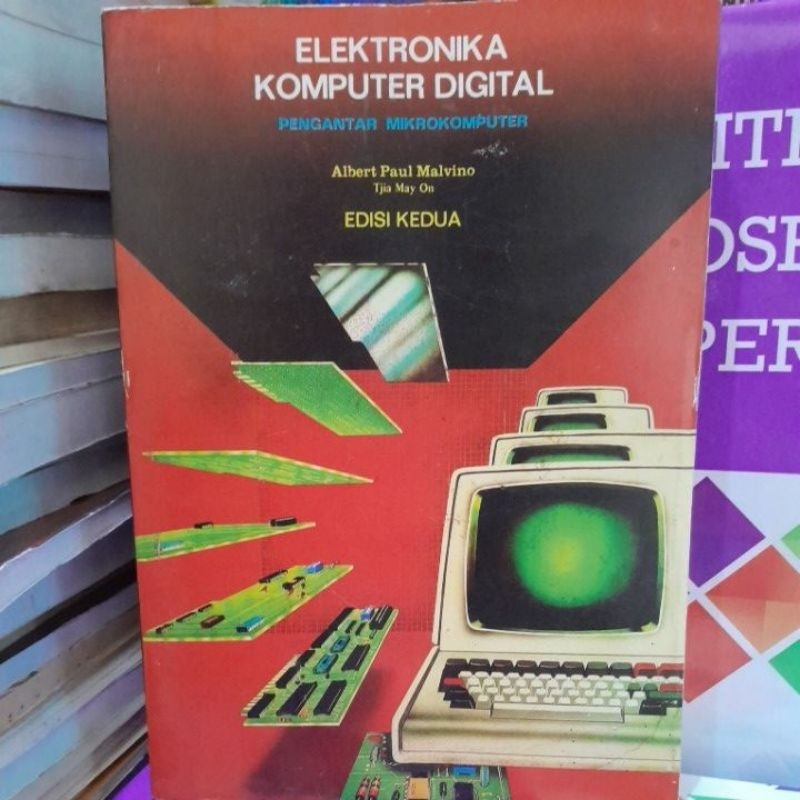 ELEKTRONIKA
KOMPUTER DIGITAL
PENGANTAR MIKROKOMPUTER
Albert Paul Malvino
Tjia May On
EDISI KEDUA